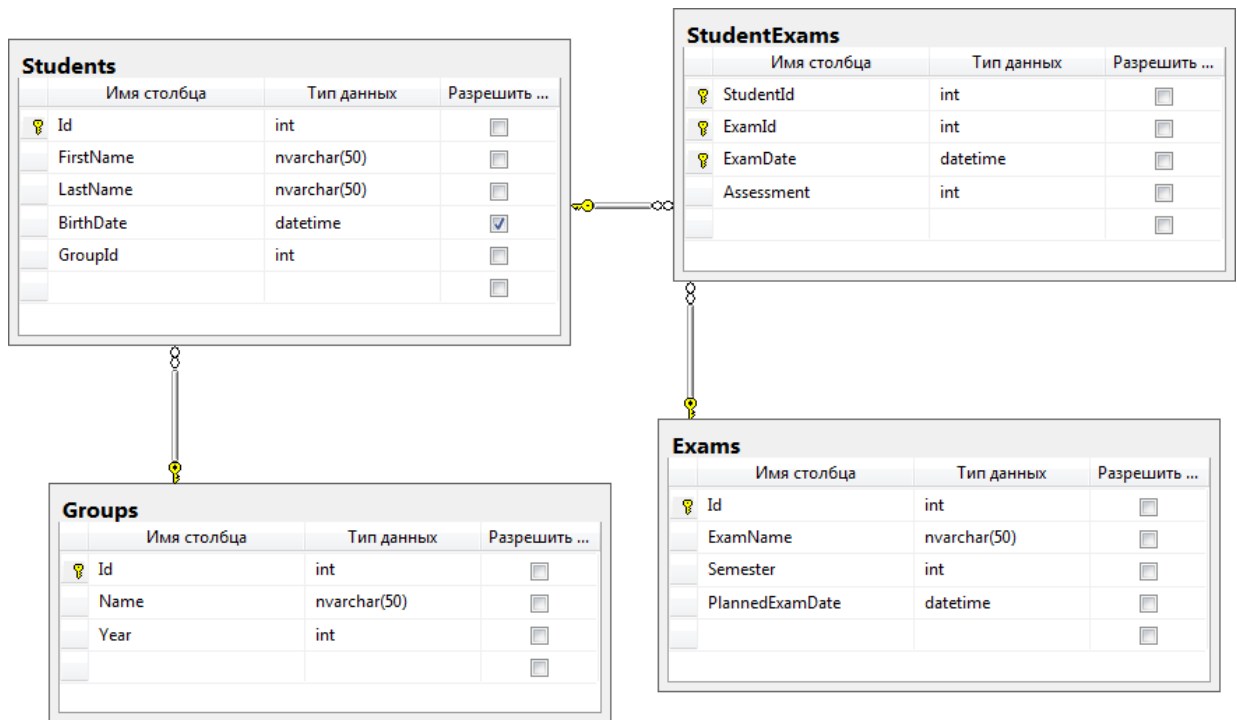 Students
Имя столбца Тип данных Разрешить ...
Id int
FirstName nvarchar(50)
LastName nvarchar(50)
BirthDate datetime
GroupId int
StudentExams
Имя столбца Тип данных Разрешить ...
StudentId int
ExamId int
ExamDate datetime
Assessment int
Groups
Имя столбца Тип данных Разрешить ...
Id int
Name nvarchar(50)
Year int
Exams
Имя столбца Тип данных Разрешить ...
Id int
ExamName nvarchar(50)
Semester int
PlannedExamDate datetime